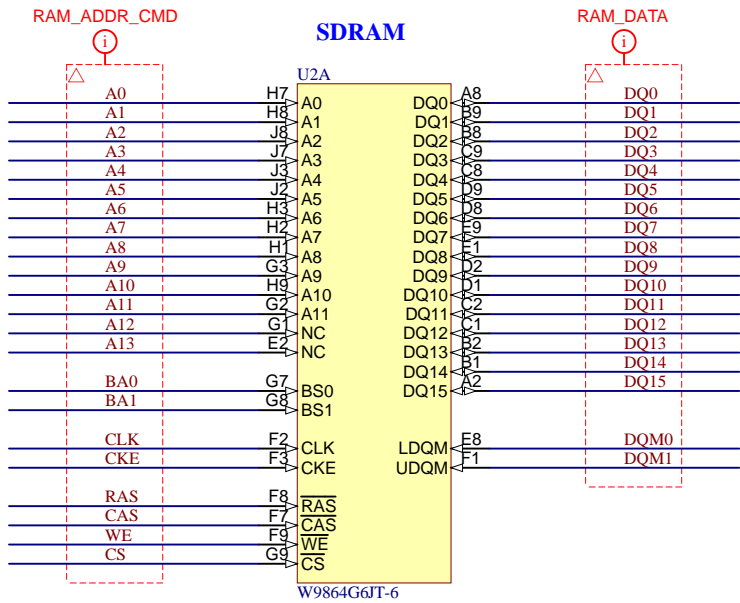 RAM_ADDR_CMD RAM_DATA
i SDRAM i
U2A
A0 H7 A0 DQ0 A8 DQ0
A1 H8 A1 DQ1 B9 DQ1
A2 J8 A2 DQ2 B8 DQ2
A3 J7 A3 DQ3 C9 DQ3
A4 J3 A4 DQ4 C8 DQ4
A5 J2 A5 DQ5 D9 DQ5
A6 H3 A6 DQ6 D8 DQ6
A7 H2 A7 DQ7 E9 DQ7
A8 H1 A8 DQ8 E1 DQ8
A9 G3 A9 DQ9 D2 DQ9
A10 H9 A10 DQ10 D1 DQ10
A11 G2 A11 DQ11 C2 DQ11
A12 G1 NC DQ12 C1 DQ12
A13 E2 NC DQ13 B2 DQ13
DQ14 B1 DQ14
BA0 G7 BS0 DQ15 A2 DQ15
BA1 G8 BS1
CLK F2 CLK LDQM E8 DQM0
CKE F3 CKE UDQM F1 DQM1
RAS F8 RAS
CAS F7 CAS
WE F9 WE
CS G9 CS
W9864G6JT-6